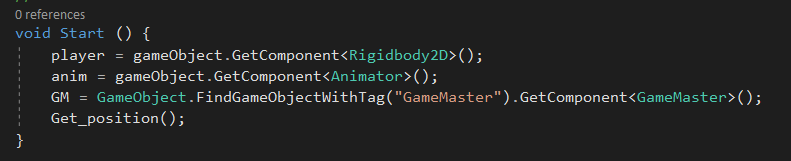 0 references
void Start () {
    player = gameObject.GetComponent<Rigidbody2D>();
    anim = gameObject.GetComponent<Animator>();
    GM = GameObject.FindGameObjectWithTag("GameMaster").GetComponent<GameMaster>();
    Get_position();
}